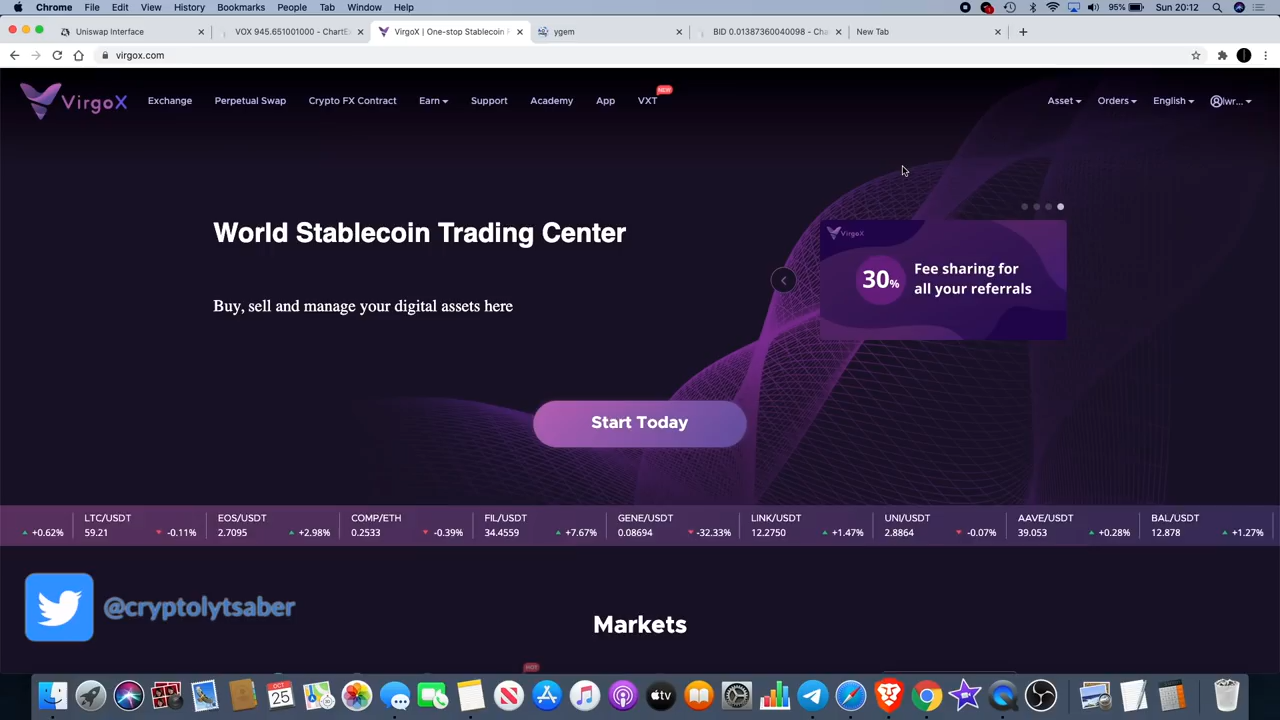 Chrome File Edit View History Bookmarks People Tab Window Help
95% Sun 20:12
Uniswap Interface
VOX 945.651001000 - ChartEx
VirgoX | One-stop Stablecoin
ygem
BID 0.01387360040098 - Cha
New Tab
virgox.com
VirgoX Exchange Perpetual Swap Crypto FX Contract Earn Support Academy App VXT NEW Asset Orders English lwr...
World Stablecoin Trading Center
Buy, sell and manage your digital assets here
VirgoX
30% Fee sharing for
all your referrals
Start Today
LTC/USDT EOS/USDT COMP/ETH FIL/USDT GENE/USDT LINK/USDT UNI/USDT AAVE/USDT BAL/USDT
+0.62% 59.21 -0.11% 2.7095 +2.98% 0.2533 -0.39% 34.4559 +7.67% 0.08694 -32.33% 12.2750 +1.47% 2.8864 -0.07% 39.053 +0.28% 12.878 +1.27%
@cryptolytsaber
Markets
HOT
OCT
25
tv